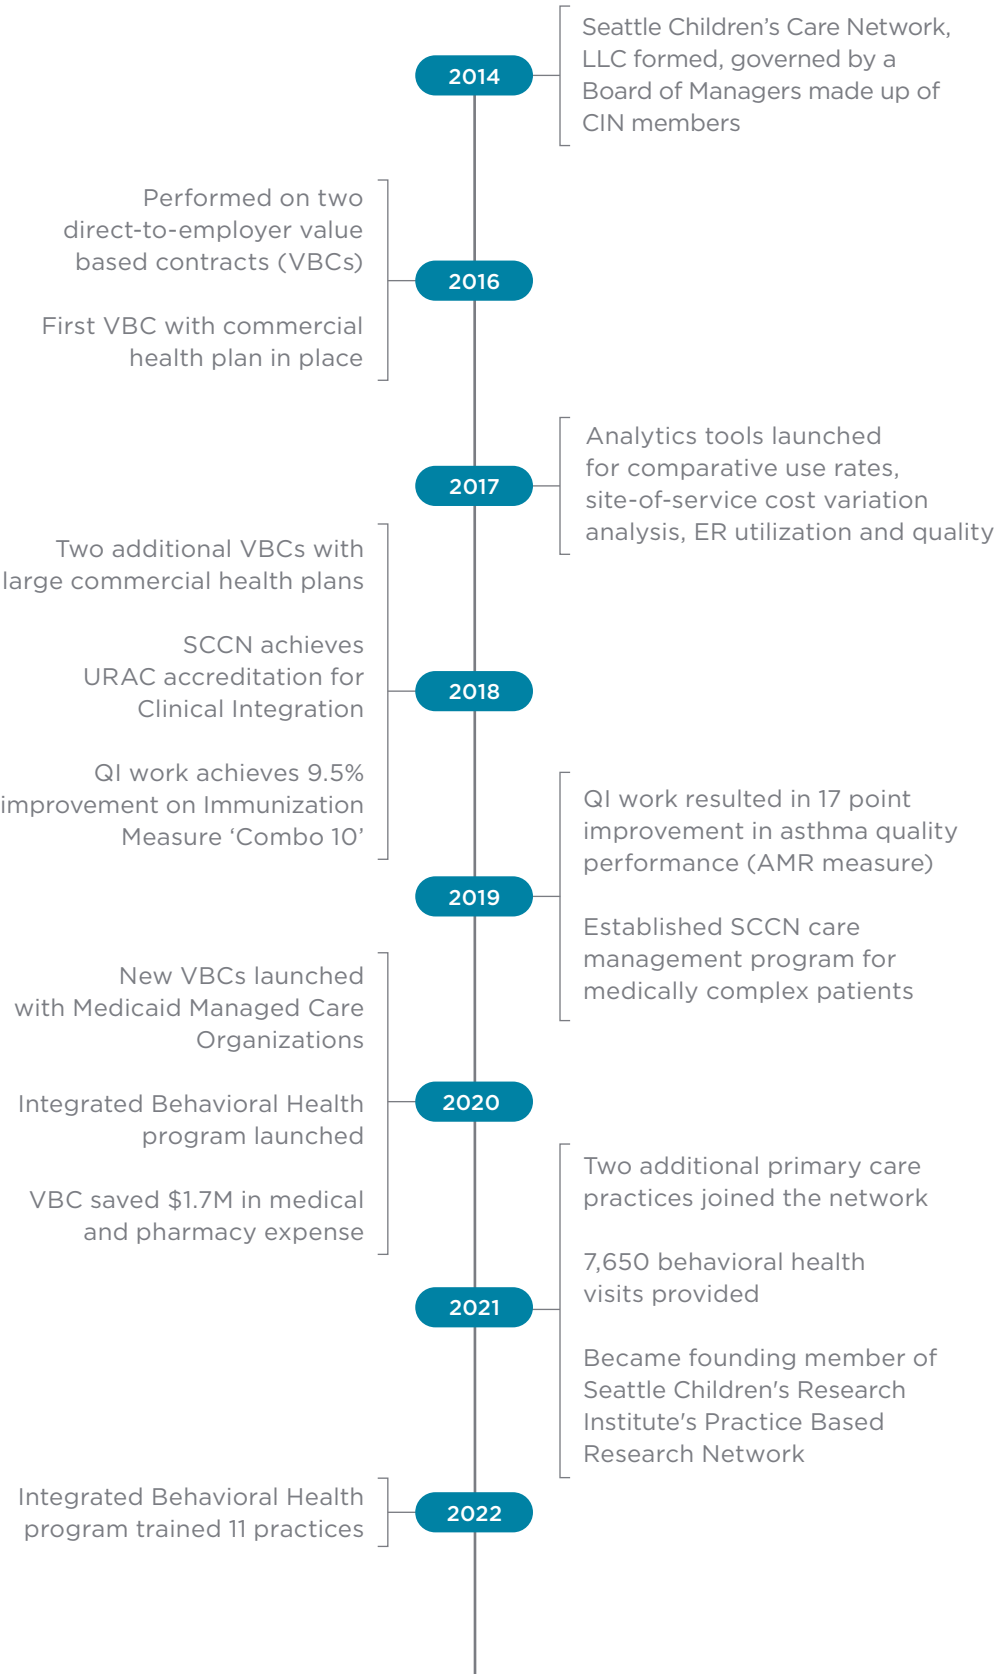 2014
Seattle Children’s Care Network,
LLC formed, governed by a
Board of Managers made up of
CIN members
Performed on two
direct-to-employer value
based contracts (VBCs)
First VBC with commercial
health plan in place
2016
2017
Analytics tools launched
for comparative use rates,
site-of-service cost variation
analysis, ER utilization and quality
Two additional VBCs with
large commercial health plans
SCCN achieves
URAC accreditation for
Clinical Integration
QI work achieves 9.5%
improvement on Immunization
Measure ‘Combo 10’
2018
2019
QI work resulted in 17 point
improvement in asthma quality
performance (AMR measure)
Established SCCN care
management program for
medically complex patients
New VBCs launched
with Medicaid Managed Care
Organizations
Integrated Behavioral Health
program launched
VBC saved $1.7M in medical
and pharmacy expense
2020
2021
Two additional primary care
practices joined the network
7,650 behavioral health
visits provided
Became founding member of
Seattle Children's Research
Institute's Practice Based
Research Network
Integrated Behavioral Health
program trained 11 practices
2022